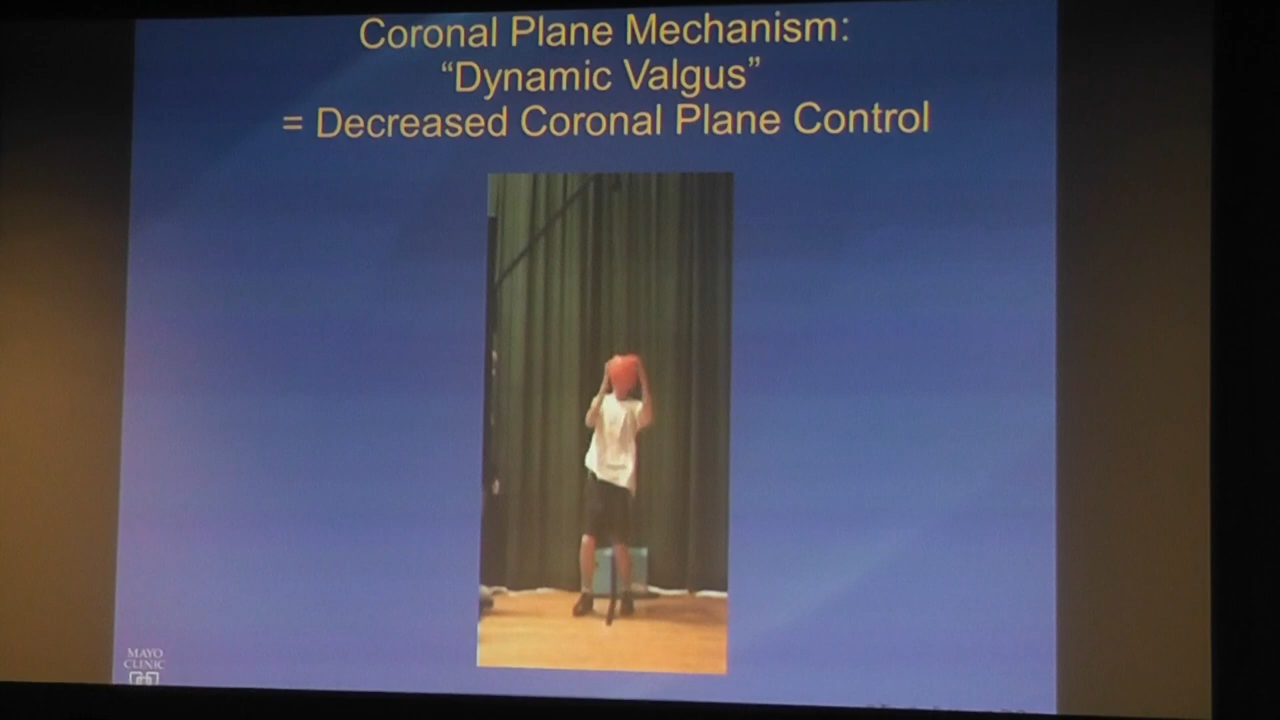 Coronal Plane Mechanism:
“Dynamic Valgus”
= Decreased Coronal Plane Control
MAYO
CLINIC